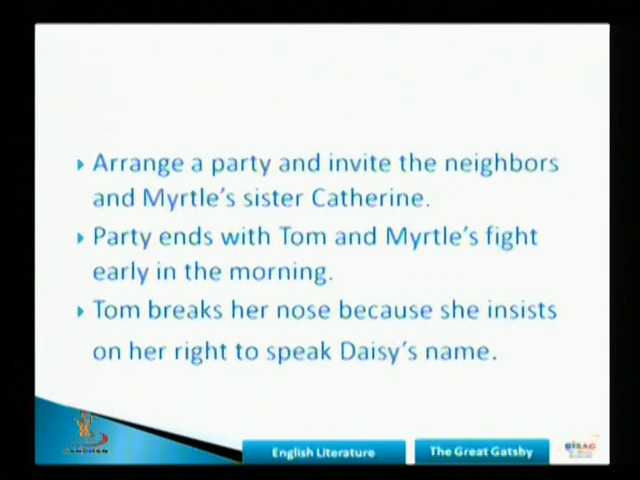 Arrange a party and invite the neighbors
and Myrtle's sister Catherine.
Party ends with Tom and Myrtle's fight
early in the morning.
Tom breaks her nose because she insists
on her right to speak Daisy's name.
English Literature
The Great Gatsby
BISAG